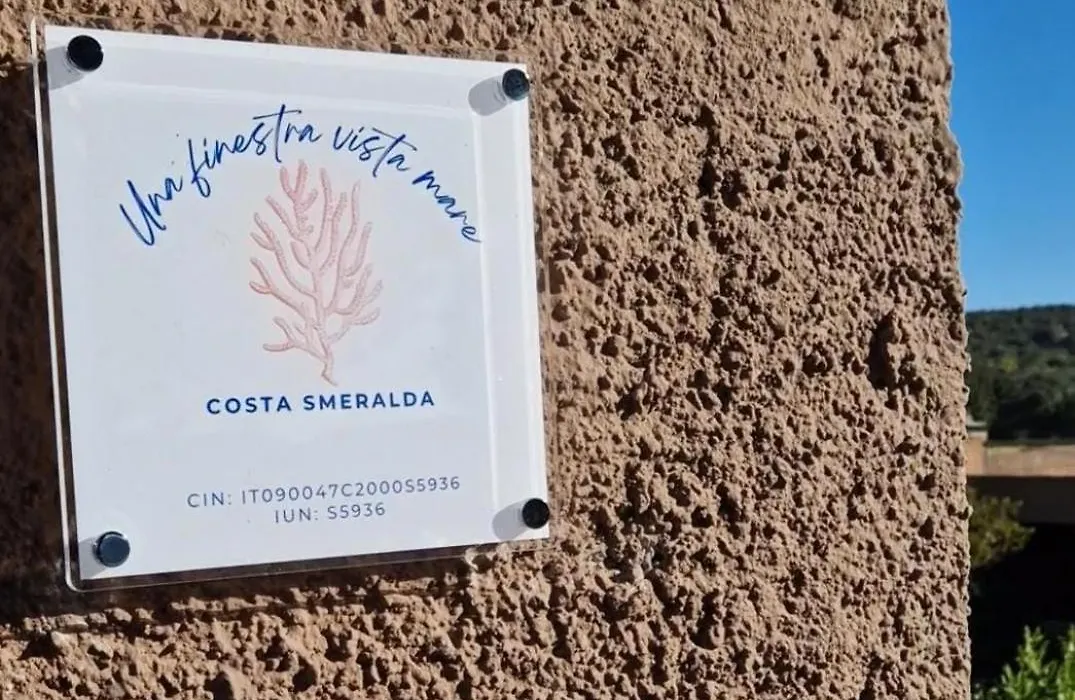 Una finestra vista mare
COSTA SMERALDA
CIN: IT090047C2000S5936
IUN: S5936